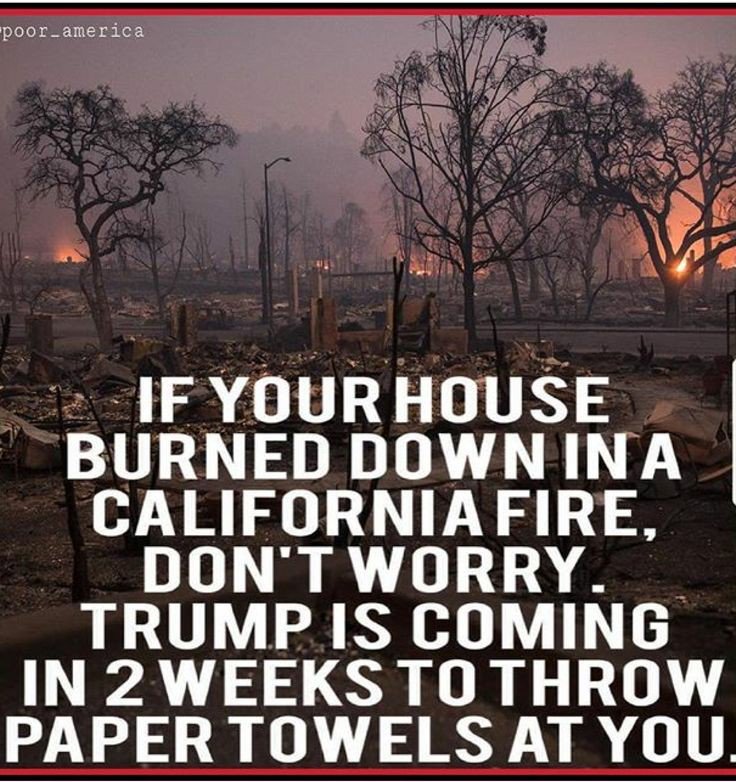 poor_america
IF YOUR HOUSE
BURNED DOWN IN A
CALIFORNIA FIRE,
DON'T WORRY.
TRUMP IS COMING
IN 2 WEEKS TO THROW
PAPER TOWELS AT YOU.